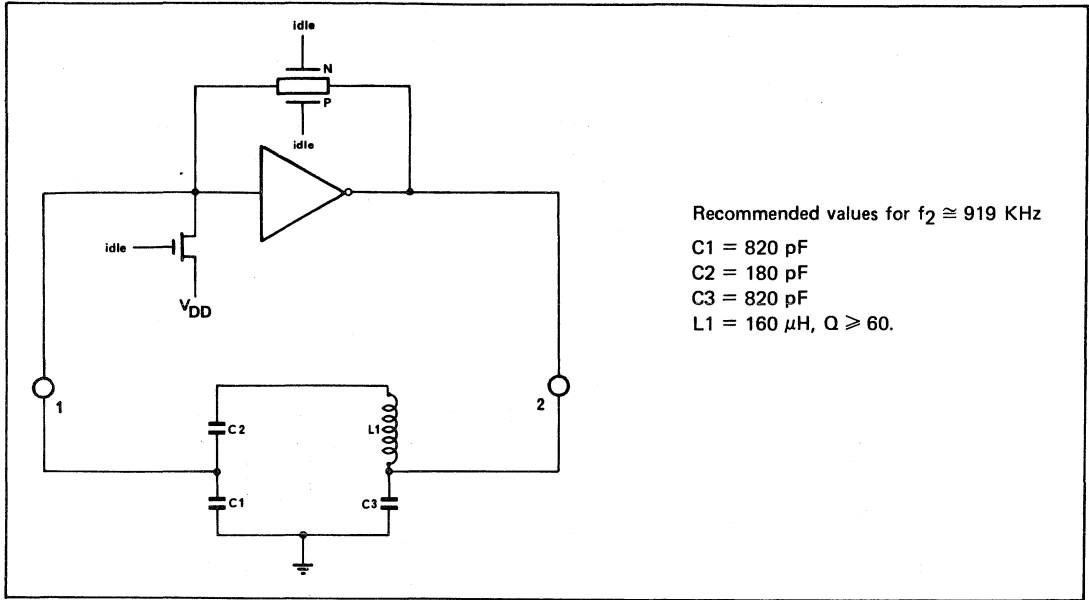 idle
N
P
idle
idle
VDD
1
2
C2
L1
C1
C3
Recommended values for f2 ≅ 919 KHz
C1 = 820 pF
C2 = 180 pF
C3 = 820 pF
L1 = 160 μH, Q ⩾ 60.